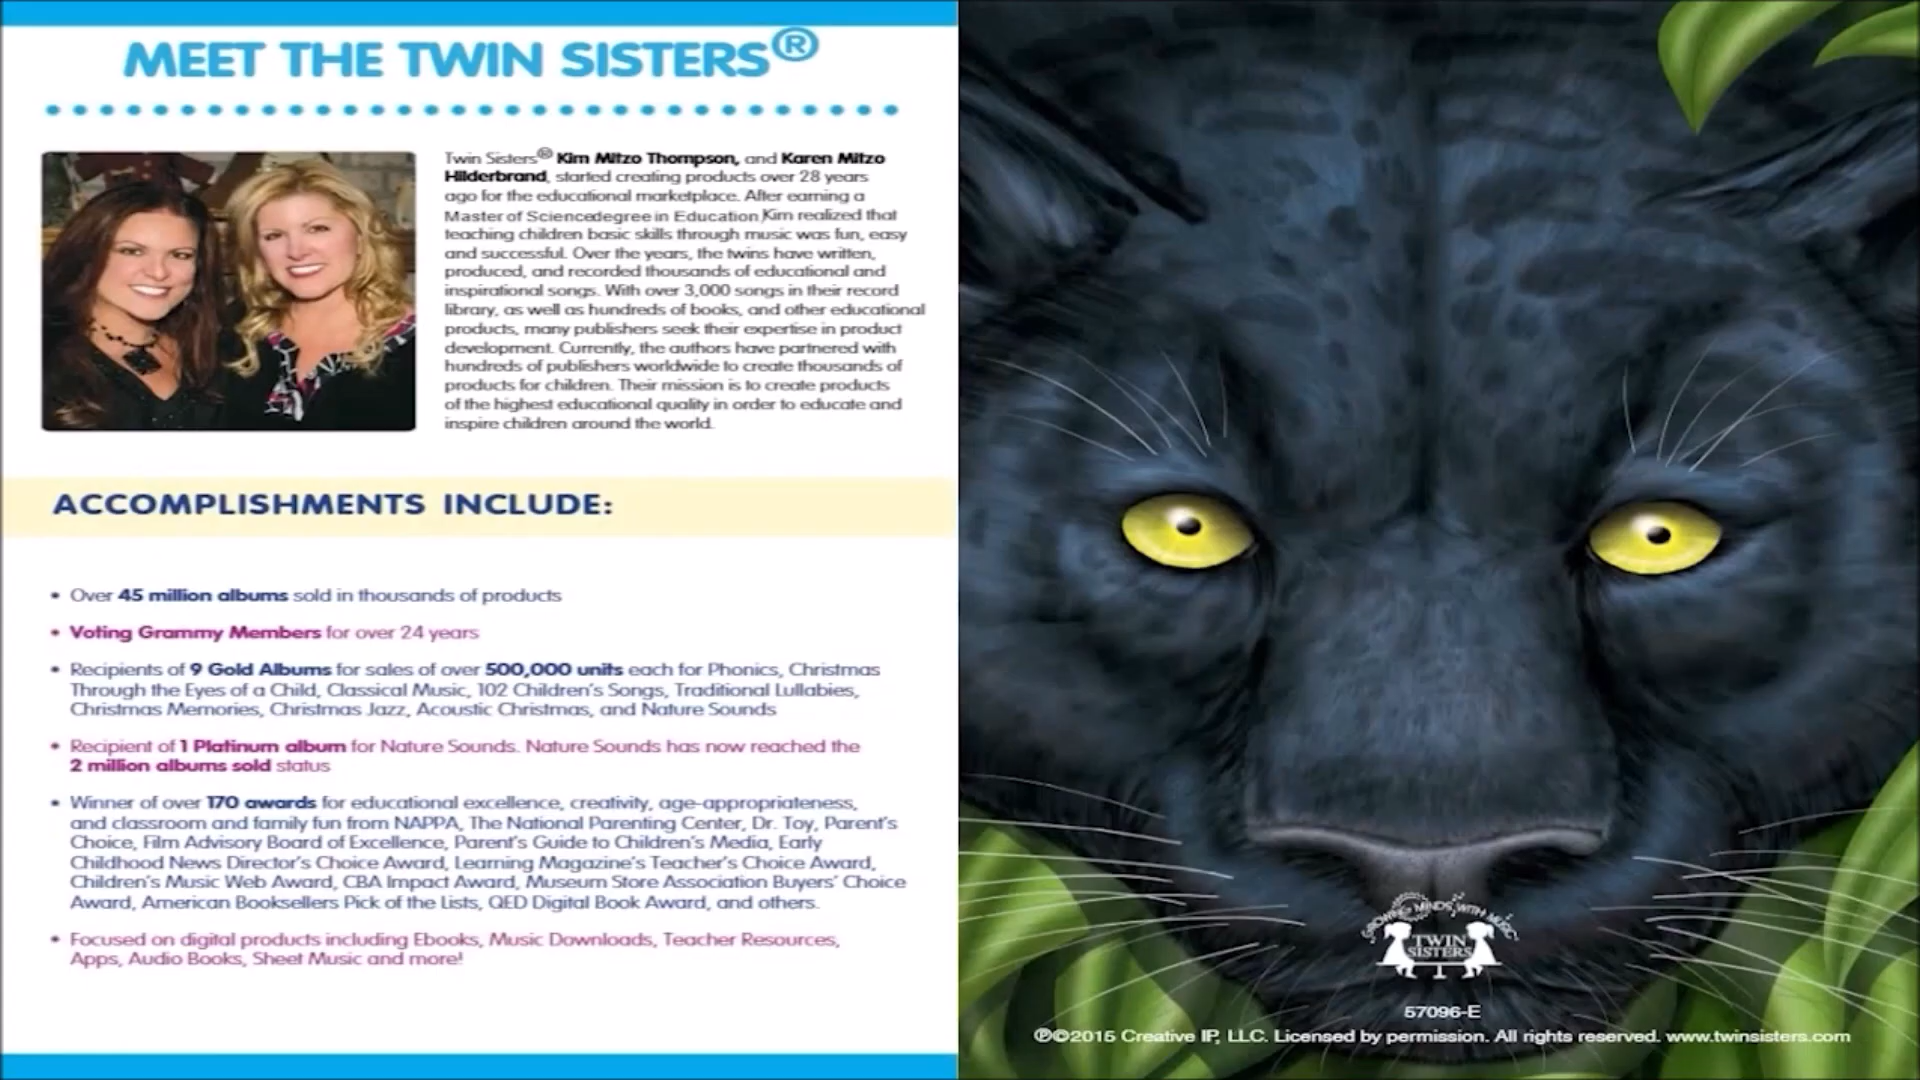 MEET THE TWIN SISTERS®
Twin Sisters® Kim Mitzo Thompson, and Karen Mitzo
Hilderbrand, started creating products over 28 years
ago for the educational marketplace. After earning a
Master of Sciencedegree in Education, Kim realized that
teaching children basic skills through music was fun, easy
and successful. Over the years, the twins have written,
produced, and recorded thousands of educational and
inspirational songs. With over 3,000 songs in their record
library, as well as hundreds of books, and other educational
products, many publishers seek their expertise in product
development. Currently, the authors have partnered with
hundreds of publishers worldwide to create thousands of
products for children. Their mission is to create products
of the highest educational quality in order to educate and
inspire children around the world.
ACCOMPLISHMENTS INCLUDE:
• Over 45 million albums sold in thousands of products
• Voting Grammy Members for over 24 years
• Recipients of 9 Gold Albums for sales of over 500,000 units each for Phonics, Christmas
Through the Eyes of a Child, Classical Music, 102 Children's Songs, Traditional Lullabies,
Christmas Memories, Christmas Jazz, Acoustic Christmas, and Nature Sounds
• Recipient of 1 Platinum album for Nature Sounds. Nature Sounds has now reached the
2 million albums sold status
• Winner of over 170 awards for educational excellence, creativity, age-appropriateness,
and classroom and family fun from NAPPA, The National Parenting Center, Dr. Toy, Parent's
Choice, Film Advisory Board of Excellence, Parent's Guide to Children's Media, Early
Childhood News Director's Choice Award, Learning Magazine's Teacher's Choice Award,
Children's Music Web Award, CBA Impact Award, Museum Store Association Buyers' Choice
Award, American Booksellers Pick of the Lists, QED Digital Book Award, and others.
• Focused on digital products including Ebooks, Music Downloads, Teacher Resources,
Apps, Audio Books, Sheet Music and more!
GROWING MINDS WITH MUSIC
TWIN
SISTERS
57096-E
℗©2015 Creative IP, LLC. Licensed by permission. All rights reserved. www.twinsisters.com